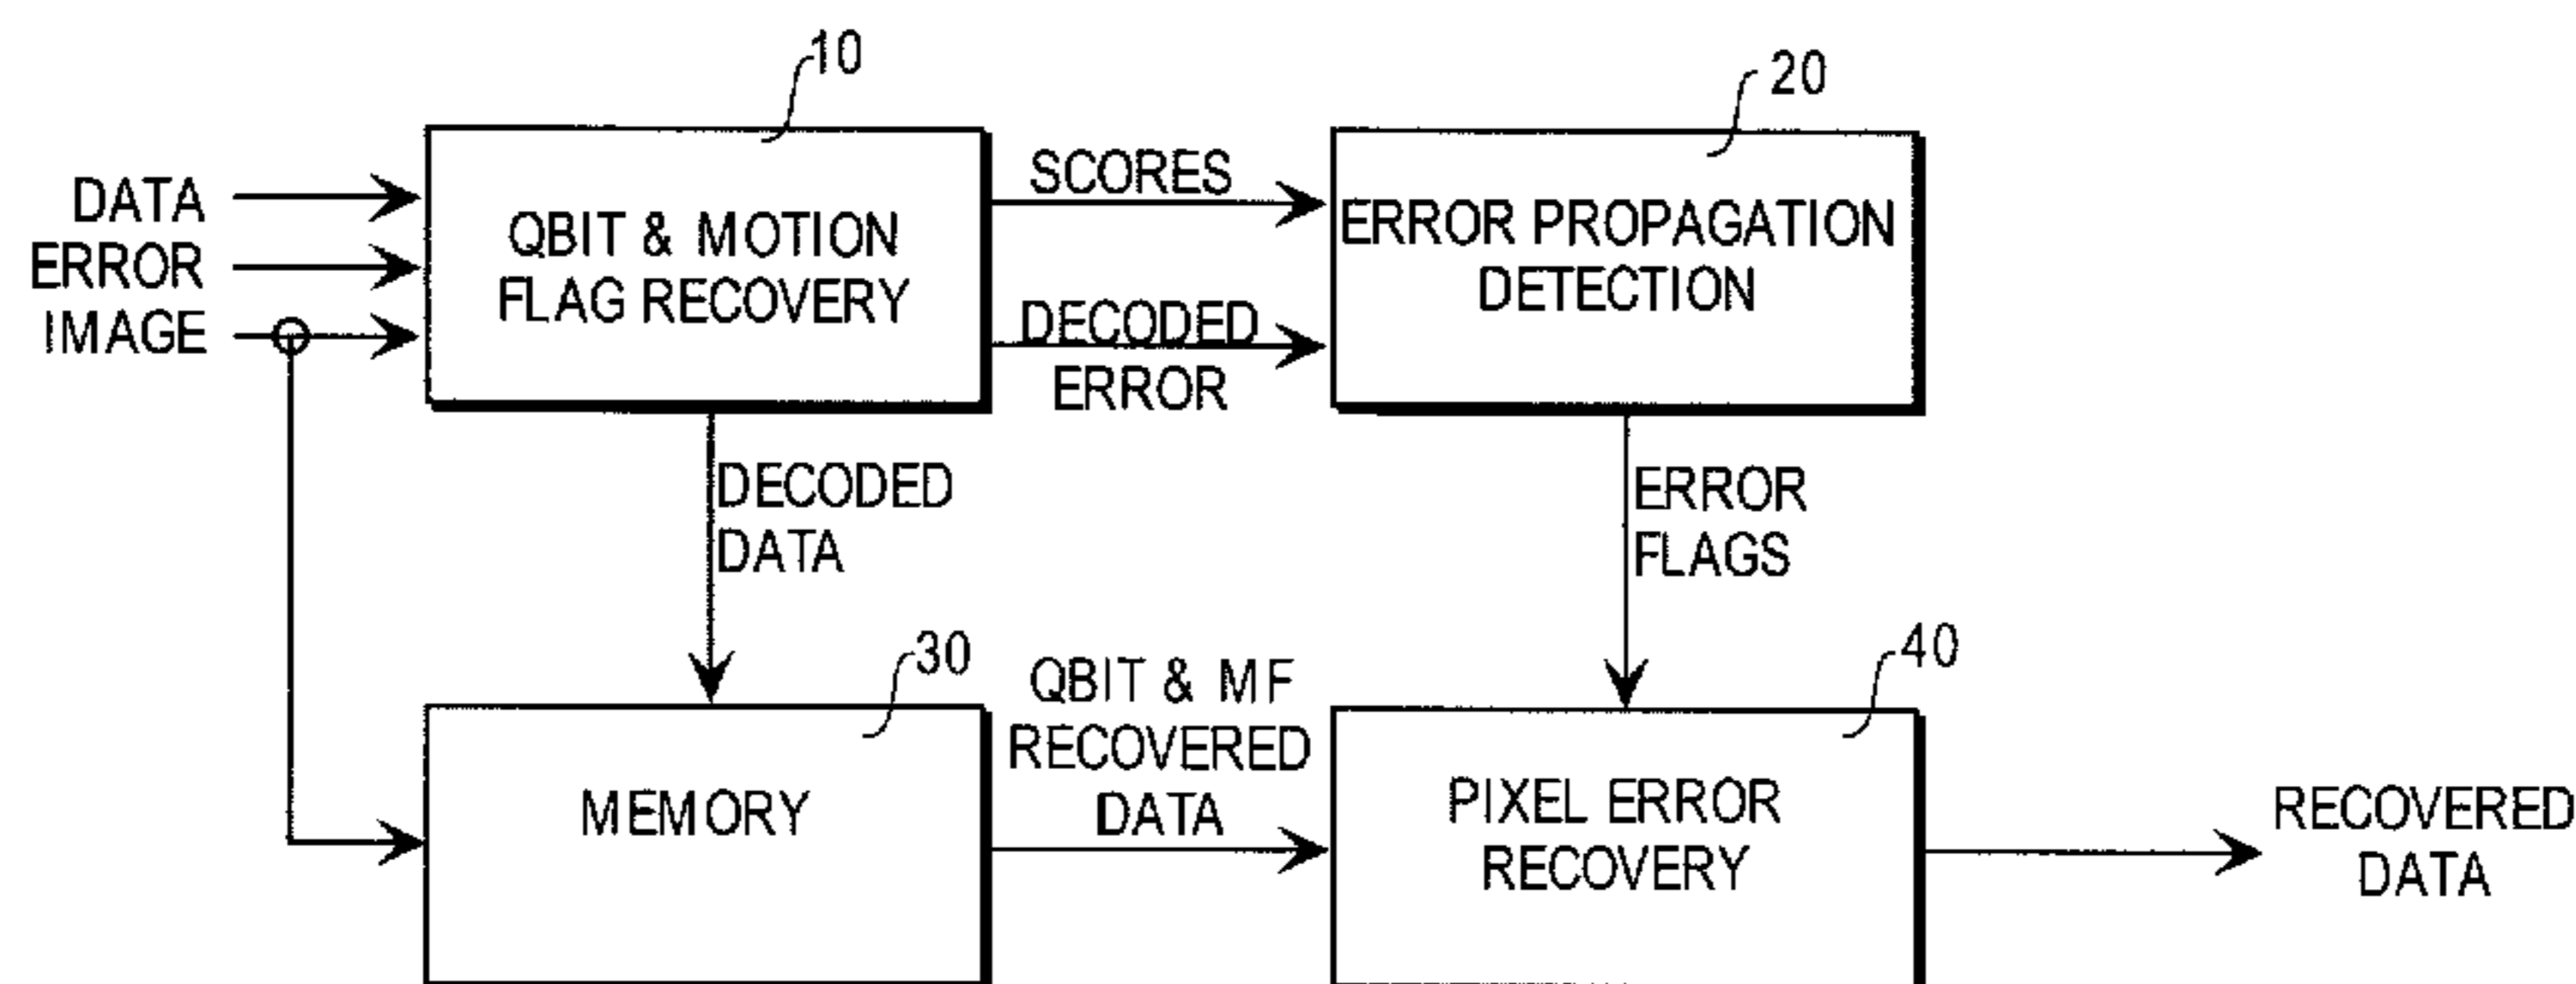 10
20
DATA
ERROR
IMAGE
QBIT & MOTION
FLAG RECOVERY
SCORES
DECODED
ERROR
ERROR PROPAGATION
DETECTION
DECODED
DATA
ERROR
FLAGS
30
40
MEMORY
QBIT & MF
RECOVERED
DATA
PIXEL ERROR
RECOVERY
RECOVERED
DATA